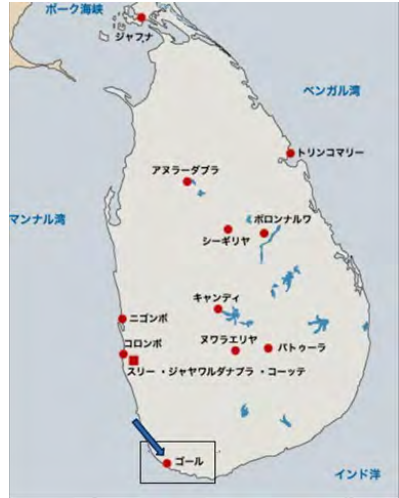 ポーク海峡
ジャフナ
ベンガル湾
トリンコマリー
アヌラーダプラ
マンナル湾
ポロンナルワ
シーギリヤ
キャンディ
ニゴンボ
コロンボ
ヌワラエリヤ
バトゥーラ
スリー・ジャヤワルダナプラ・コーッテ
ゴール
インド洋